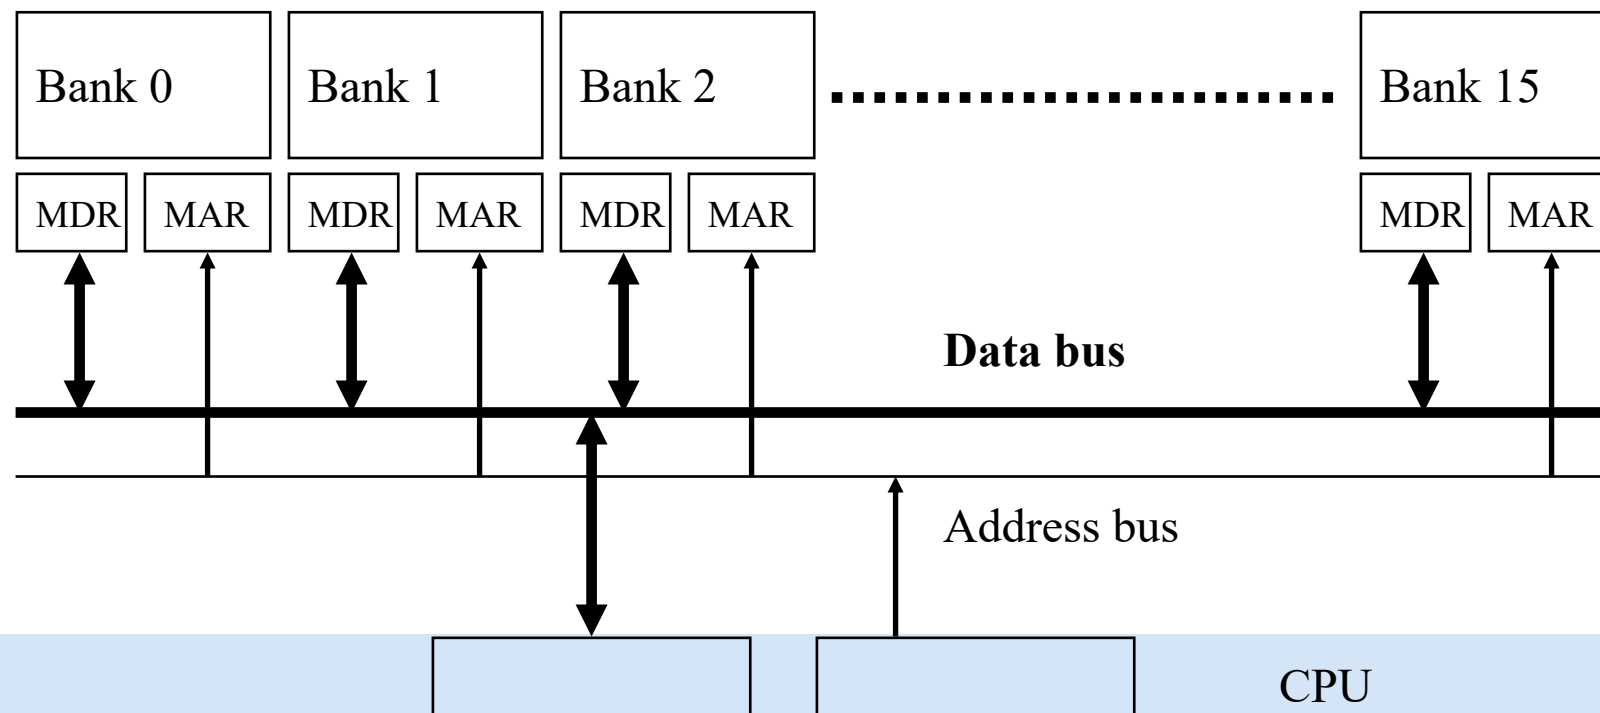 Bank 0 Bank 1 Bank 2 Bank 15
MDR MAR MDR MAR MDR MAR MDR MAR
Data bus
Address bus
CPU